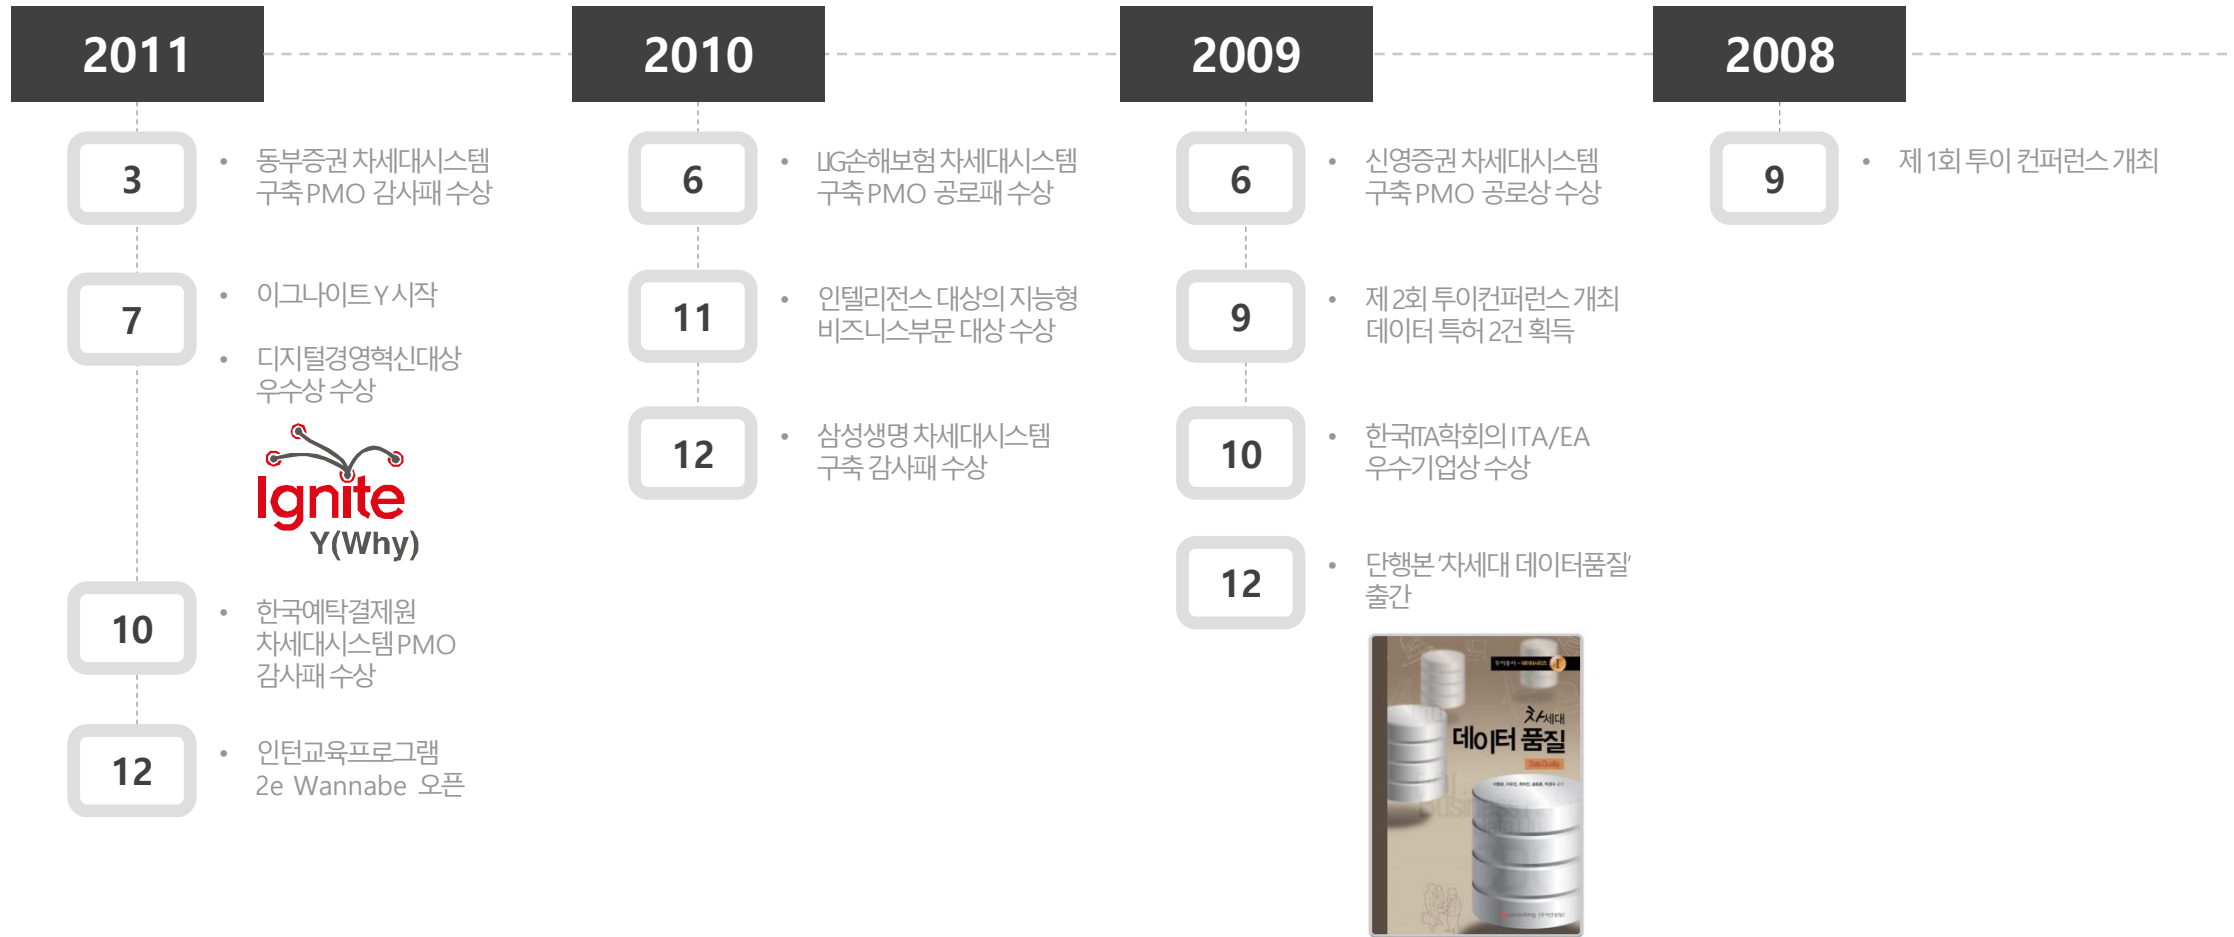 2011
3
동부증권 차세대시스템
구축 PMO 감사패 수상
7
이그나이트 Y 시작
디지털경영혁신대상
우수상 수상
Ignite
Y(Why)
10
한국예탁결제원
차세대시스템 PMO
감사패 수상
12
인턴교육프로그램
2e Wannabe 오픈
2010
6
LIG손해보험 차세대시스템
구축 PMO 공로패 수상
11
인텔리전스 대상의 지능형
비즈니스부문 대상 수상
12
삼성생명 차세대시스템
구축 감사패 수상
2009
6
신영증권 차세대시스템
구축 PMO 공로상 수상
9
제 2회 투이컨퍼런스 개최
데이터 특허 2건 획득
10
한국ITA학회의 ITA/EA
우수기업상 수상
12
단행본 '차세대 데이터품질'
출간
차세대
데이터 품질
Data Quality
2008
9
제 1회 투이 컨퍼런스 개최